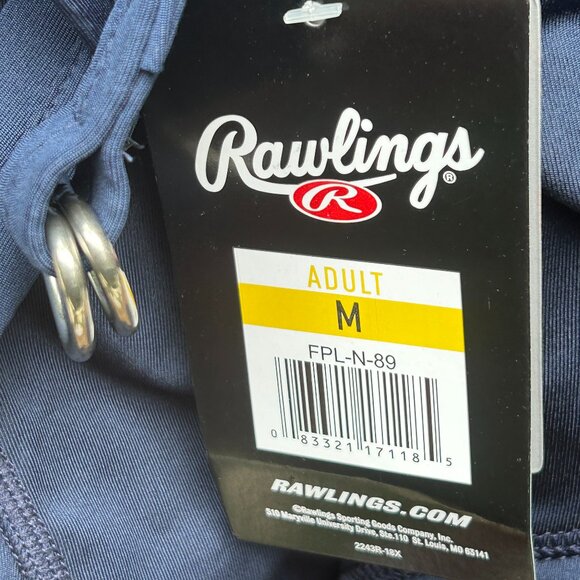 Rawlings®
R
ADULT
M
FPL-N-89
0 83321 17118 5
RAWLINGS.COM
©Rawlings Sporting Goods Company, Inc.
510 Maryville University Drive, Ste.110 St. Louis, MO 63141
2243R-18X